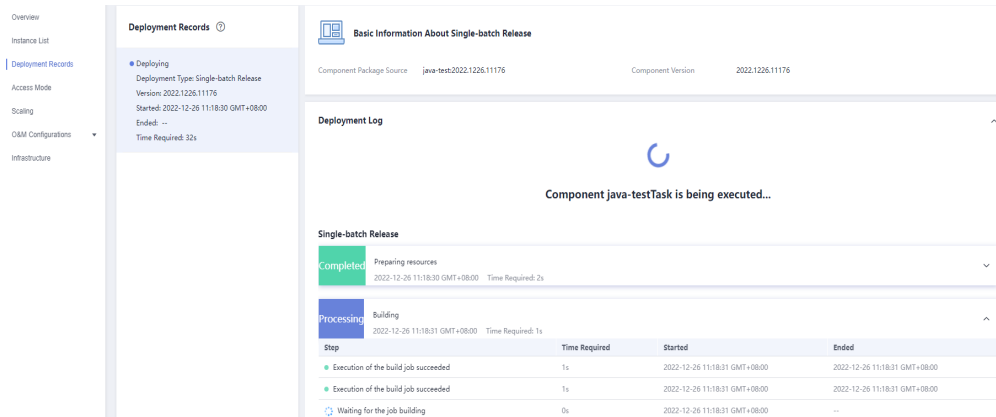 Overview
Instance List
Deployment Records
Access Mode
Scaling
O&M Configurations
Infrastructure
Deployment Records ?
Deploying
Deployment Type: Single-batch Release
Version: 2022.1226.11176
Started: 2022-12-26 11:18:30 GMT+08:00
Ended: --
Time Required: 32s
Basic Information About Single-batch Release
Component Package Source java-test:2022.1226.11176 Component Version 2022.1226.11176
Deployment Log
Component java-testTask is being executed...
Single-batch Release
Completed
Preparing resources
2022-12-26 11:18:30 GMT+08:00 Time Required: 2s
Processing
Building
2022-12-26 11:18:31 GMT+08:00 Time Required: 1s
Step Time Required Started Ended
Execution of the build job succeeded 1s 2022-12-26 11:18:31 GMT+08:00 2022-12-26 11:18:31 GMT+08:00
Execution of the build job succeeded 1s 2022-12-26 11:18:31 GMT+08:00 2022-12-26 11:18:31 GMT+08:00
Waiting for the job building 0s 2022-12-26 11:18:31 GMT+08:00 --